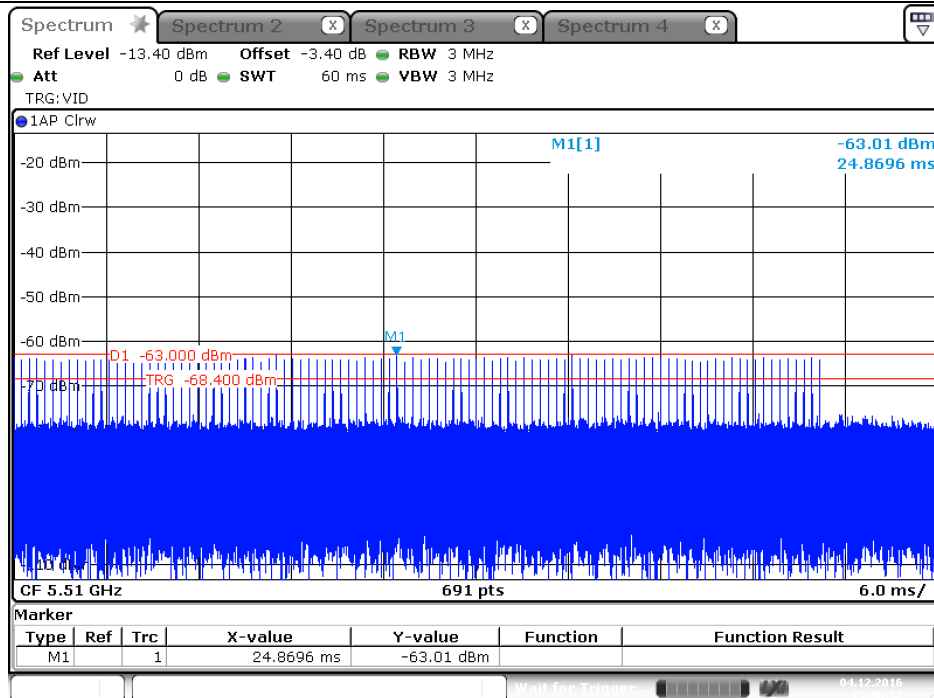 Spectrum Spectrum 2 X Spectrum 3 X Spectrum 4 X
Ref Level -13.40 dBm Offset -3.40 dB RBW 3 MHz
Att 0 dB SWT 60 ms VBW 3 MHz
TRG:VID
1AP Clrw
M1[1] -63.01 dBm
24.8696 ms
-20 dBm
-30 dBm
-40 dBm
-50 dBm
-60 dBm
M1
D1 -63.000 dBm
TRG -68.400 dBm
-70 dBm
CF 5.51 GHz 691 pts 6.0 ms/
Marker
Type Ref Trc X-value Y-value Function Function Result
M1 1 24.8696 ms -63.01 dBm
Wait for Trigger... 04.12.2016